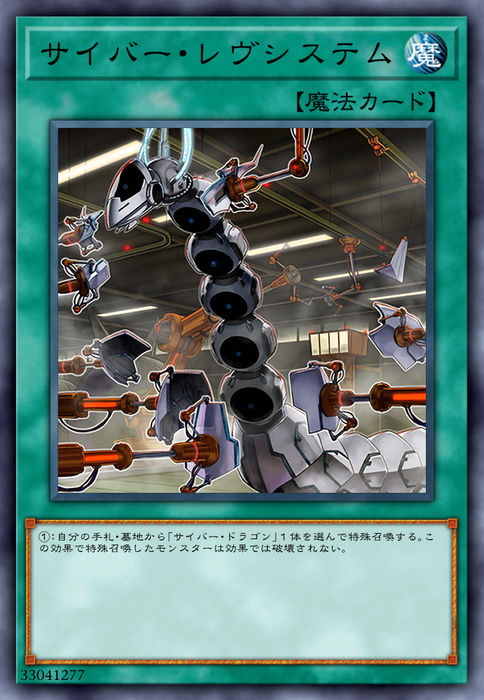 サイバー・レヴシステム 魔
【魔法カード】
①:自分の手札・墓地から「サイバー・ドラゴン」1体を選んで特殊召喚する。こ
の効果で特殊召喚したモンスターは効果では破壊されない。
33041277